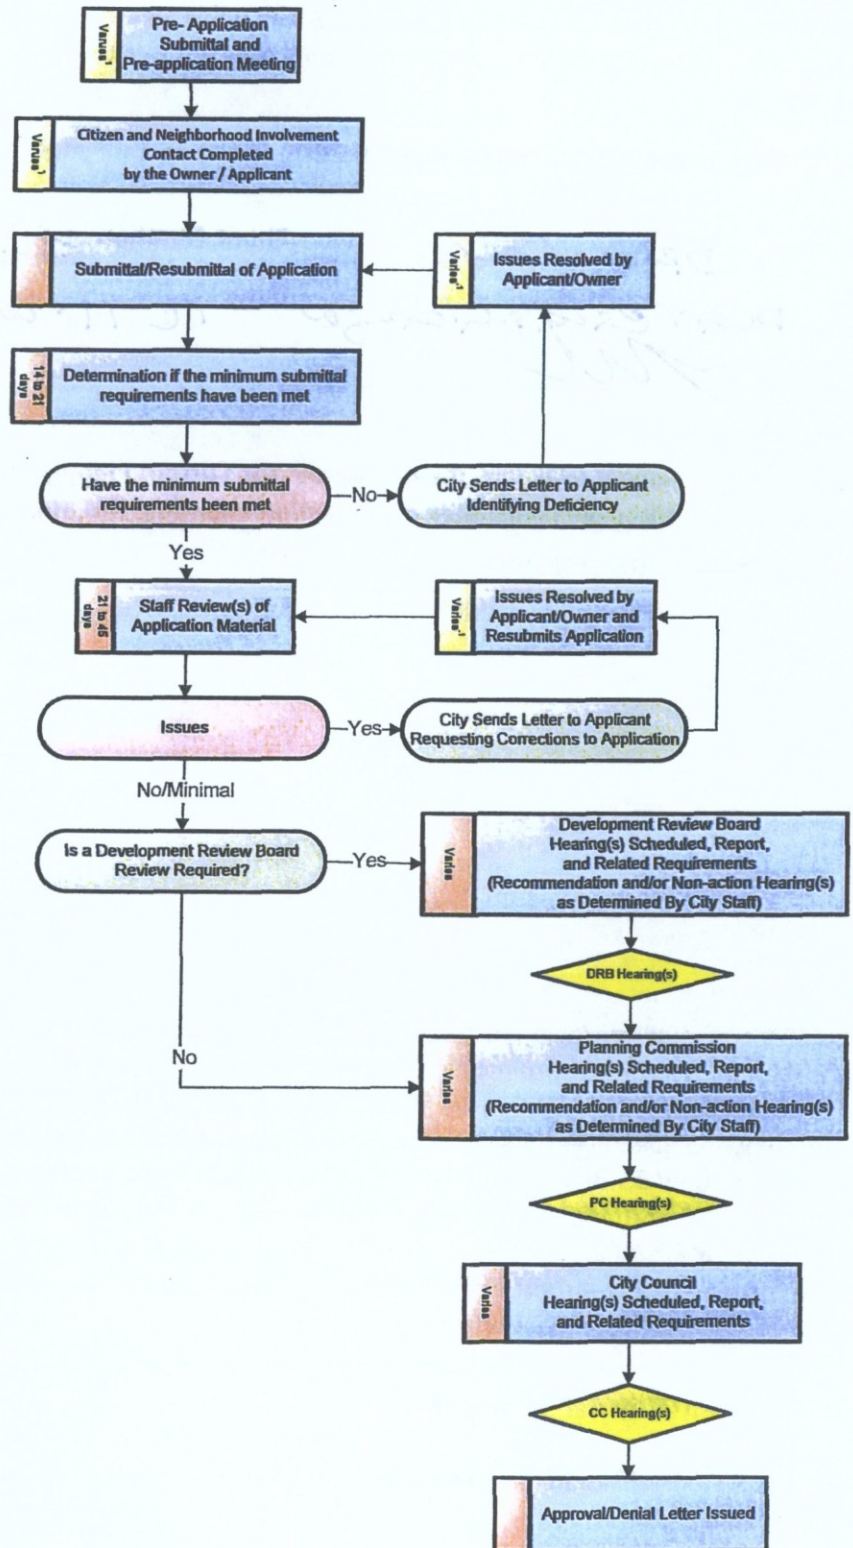 Pre- Application
Submittal and
Pre-application Meeting
Varies¹
Citizen and Neighborhood Involvement
Contact Completed
by the Owner / Applicant
Varies¹
Submittal/Resubmittal of Application
Issues Resolved by
Applicant/Owner
Varies¹
14 to 21
days
Determination if the minimum submittal
requirements have been met
Have the minimum submittal
requirements been met
No
City Sends Letter to Applicant
Identifying Deficiency
Yes
21 to 45
days
Staff Review(s) of
Application Material
Varies¹
Issues Resolved by
Applicant/Owner and
Resubmits Application
Issues
Yes
City Sends Letter to Applicant
Requesting Corrections to Application
No/Minimal
Is a Development Review Board
Review Required?
Yes
Varies
Development Review Board
Hearing(s) Scheduled, Report,
and Related Requirements
(Recommendation and/or Non-action Hearing(s)
as Determined By City Staff)
DRB Hearing(s)
No
Varies
Planning Commission
Hearing(s) Scheduled, Report,
and Related Requirements
(Recommendation and/or Non-action Hearing(s)
as Determined By City Staff)
PC Hearing(s)
Varies
City Council
Hearing(s) Scheduled, Report,
and Related Requirements
CC Hearing(s)
Approval/Denial Letter Issued